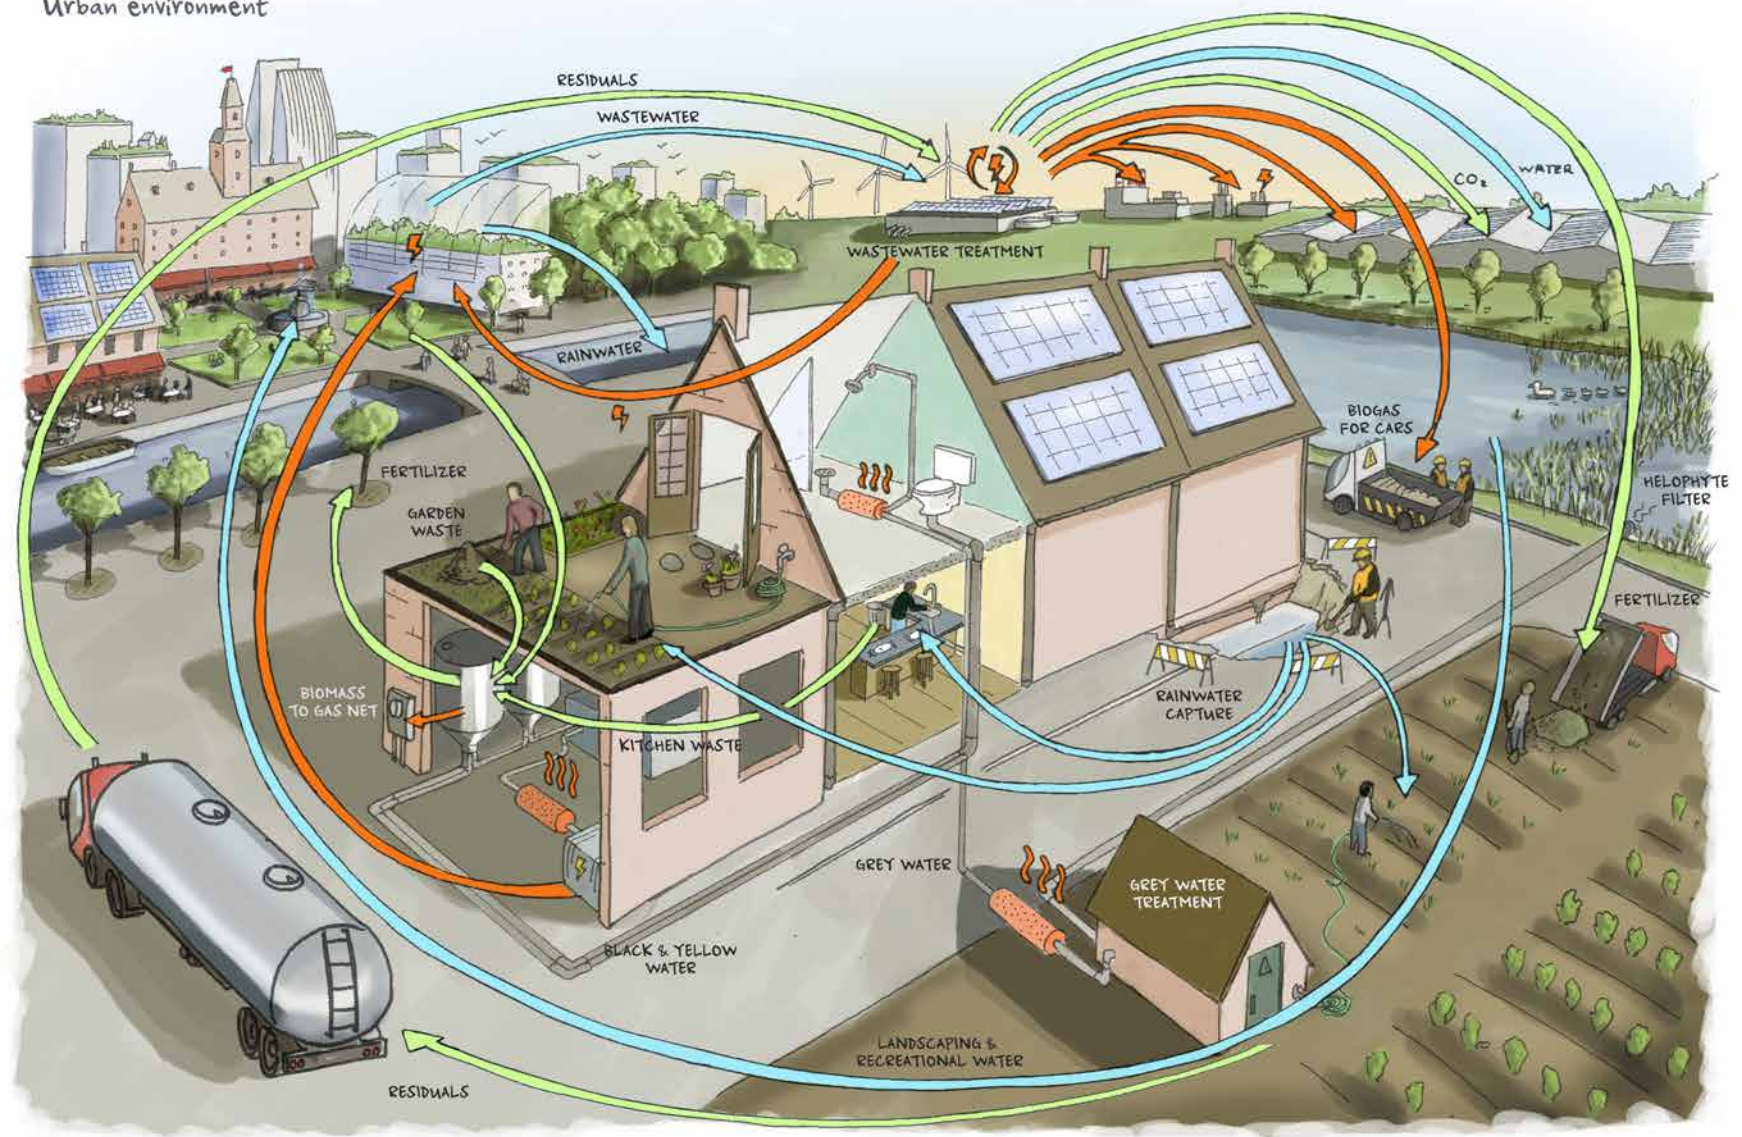 Urban environment
RESIDUALS
WASTEWATER
CO₂
WATER
WASTEWATER TREATMENT
RAINWATER
BIOGAS
FOR CARS
FERTILIZER
HELOPHYTE
FILTER
GARDEN
WASTE
FERTILIZER
BIOMASS
TO GAS NET
RAINWATER
CAPTURE
KITCHEN WASTE
GREY WATER
GREY WATER
TREATMENT
BLACK & YELLOW
WATER
LANDSCAPING &
RECREATIONAL WATER
RESIDUALS